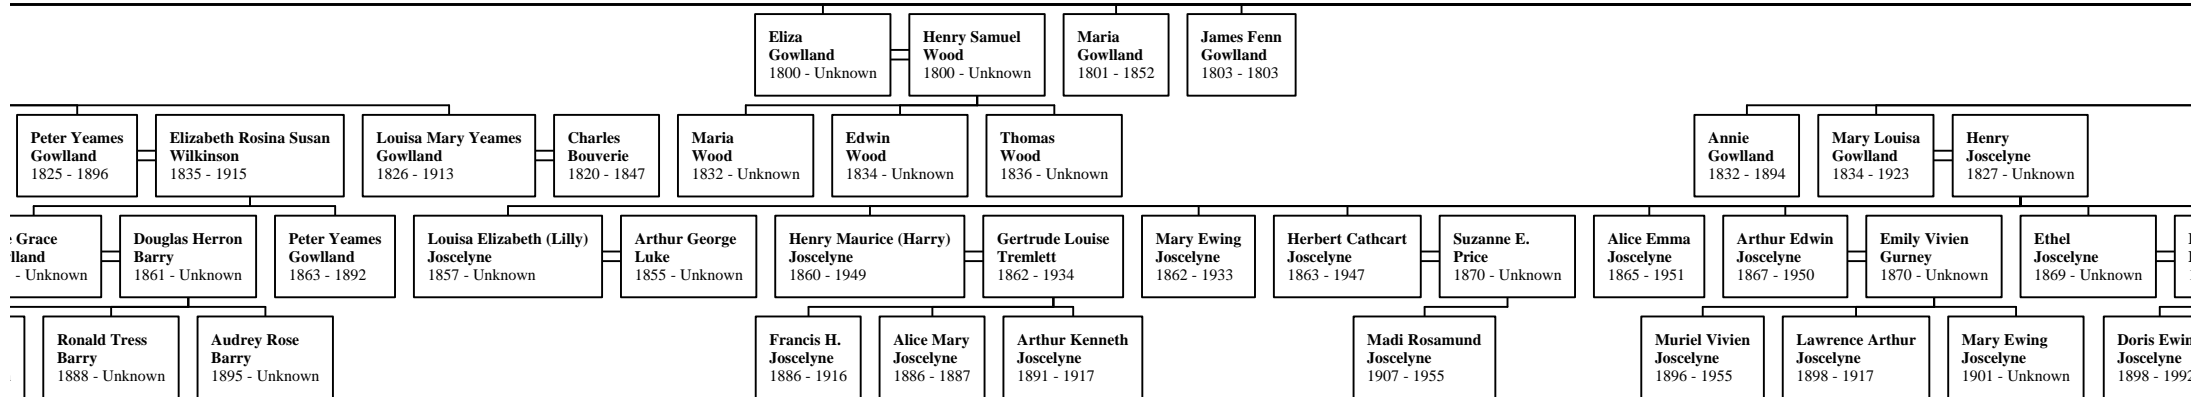 Eliza
Gowlland
1800 - Unknown
Henry Samuel
Wood
1800 - Unknown
Maria
Gowlland
1801 - 1852
James Fenn
Gowlland
1803 - 1803
Peter Yeames
Gowlland
1825 - 1896
Elizabeth Rosina Susan
Wilkinson
1835 - 1915
Louisa Mary Yeames
Gowlland
1826 - 1913
Charles
Bouverie
1820 - 1847
Maria
Wood
1832 - Unknown
Edwin
Wood
1834 - Unknown
Thomas
Wood
1836 - Unknown
Annie
Gowlland
1832 - 1894
Mary Louisa
Gowlland
1834 - 1923
Henry
Joscelyne
1827 - Unknown
Grace
lland
- Unknown
Douglas Herron
Barry
1861 - Unknown
Peter Yeames
Gowlland
1863 - 1892
Louisa Elizabeth (Lilly)
Joscelyne
1857 - Unknown
Arthur George
Luke
1855 - Unknown
Henry Maurice (Harry)
Joscelyne
1860 - 1949
Gertrude Louise
Tremlett
1862 - 1934
Mary Ewing
Joscelyne
1862 - 1933
Herbert Cathcart
Joscelyne
1863 - 1947
Suzanne E.
Price
1870 - Unknown
Alice Emma
Joscelyne
1865 - 1951
Arthur Edwin
Joscelyne
1867 - 1950
Emily Vivien
Gurney
1870 - Unknown
Ethel
Joscelyne
1869 - Unknown
Ronald Tress
Barry
1888 - Unknown
Audrey Rose
Barry
1895 - Unknown
Francis H.
Joscelyne
1886 - 1916
Alice Mary
Joscelyne
1886 - 1887
Arthur Kenneth
Joscelyne
1891 - 1917
Madi Rosamund
Joscelyne
1907 - 1955
Muriel Vivien
Joscelyne
1896 - 1955
Lawrence Arthur
Joscelyne
1898 - 1917
Mary Ewing
Joscelyne
1901 - Unknown
Doris Ewin
Joscelyne
1898 - 1992